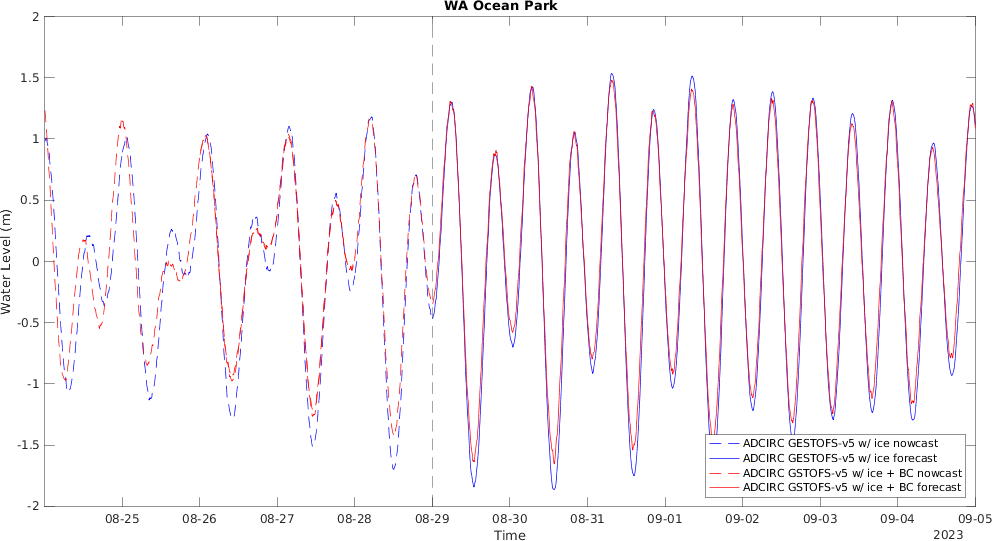 WA Ocean Park
2
1.5
1
0.5
0
-0.5
-1
-1.5
-2
Water Level (m)
ADCIRC GESTOFS-v5 w/ ice nowcast
ADCIRC GESTOFS-v5 w/ ice forecast
ADCIRC GSTOFS-v5 w/ ice + BC nowcast
ADCIRC GSTOFS-v5 w/ ice + BC forecast
08-25 08-26 08-27 08-28 08-29 08-30 08-31 09-01 09-02 09-03 09-04 09-05
Time
2023